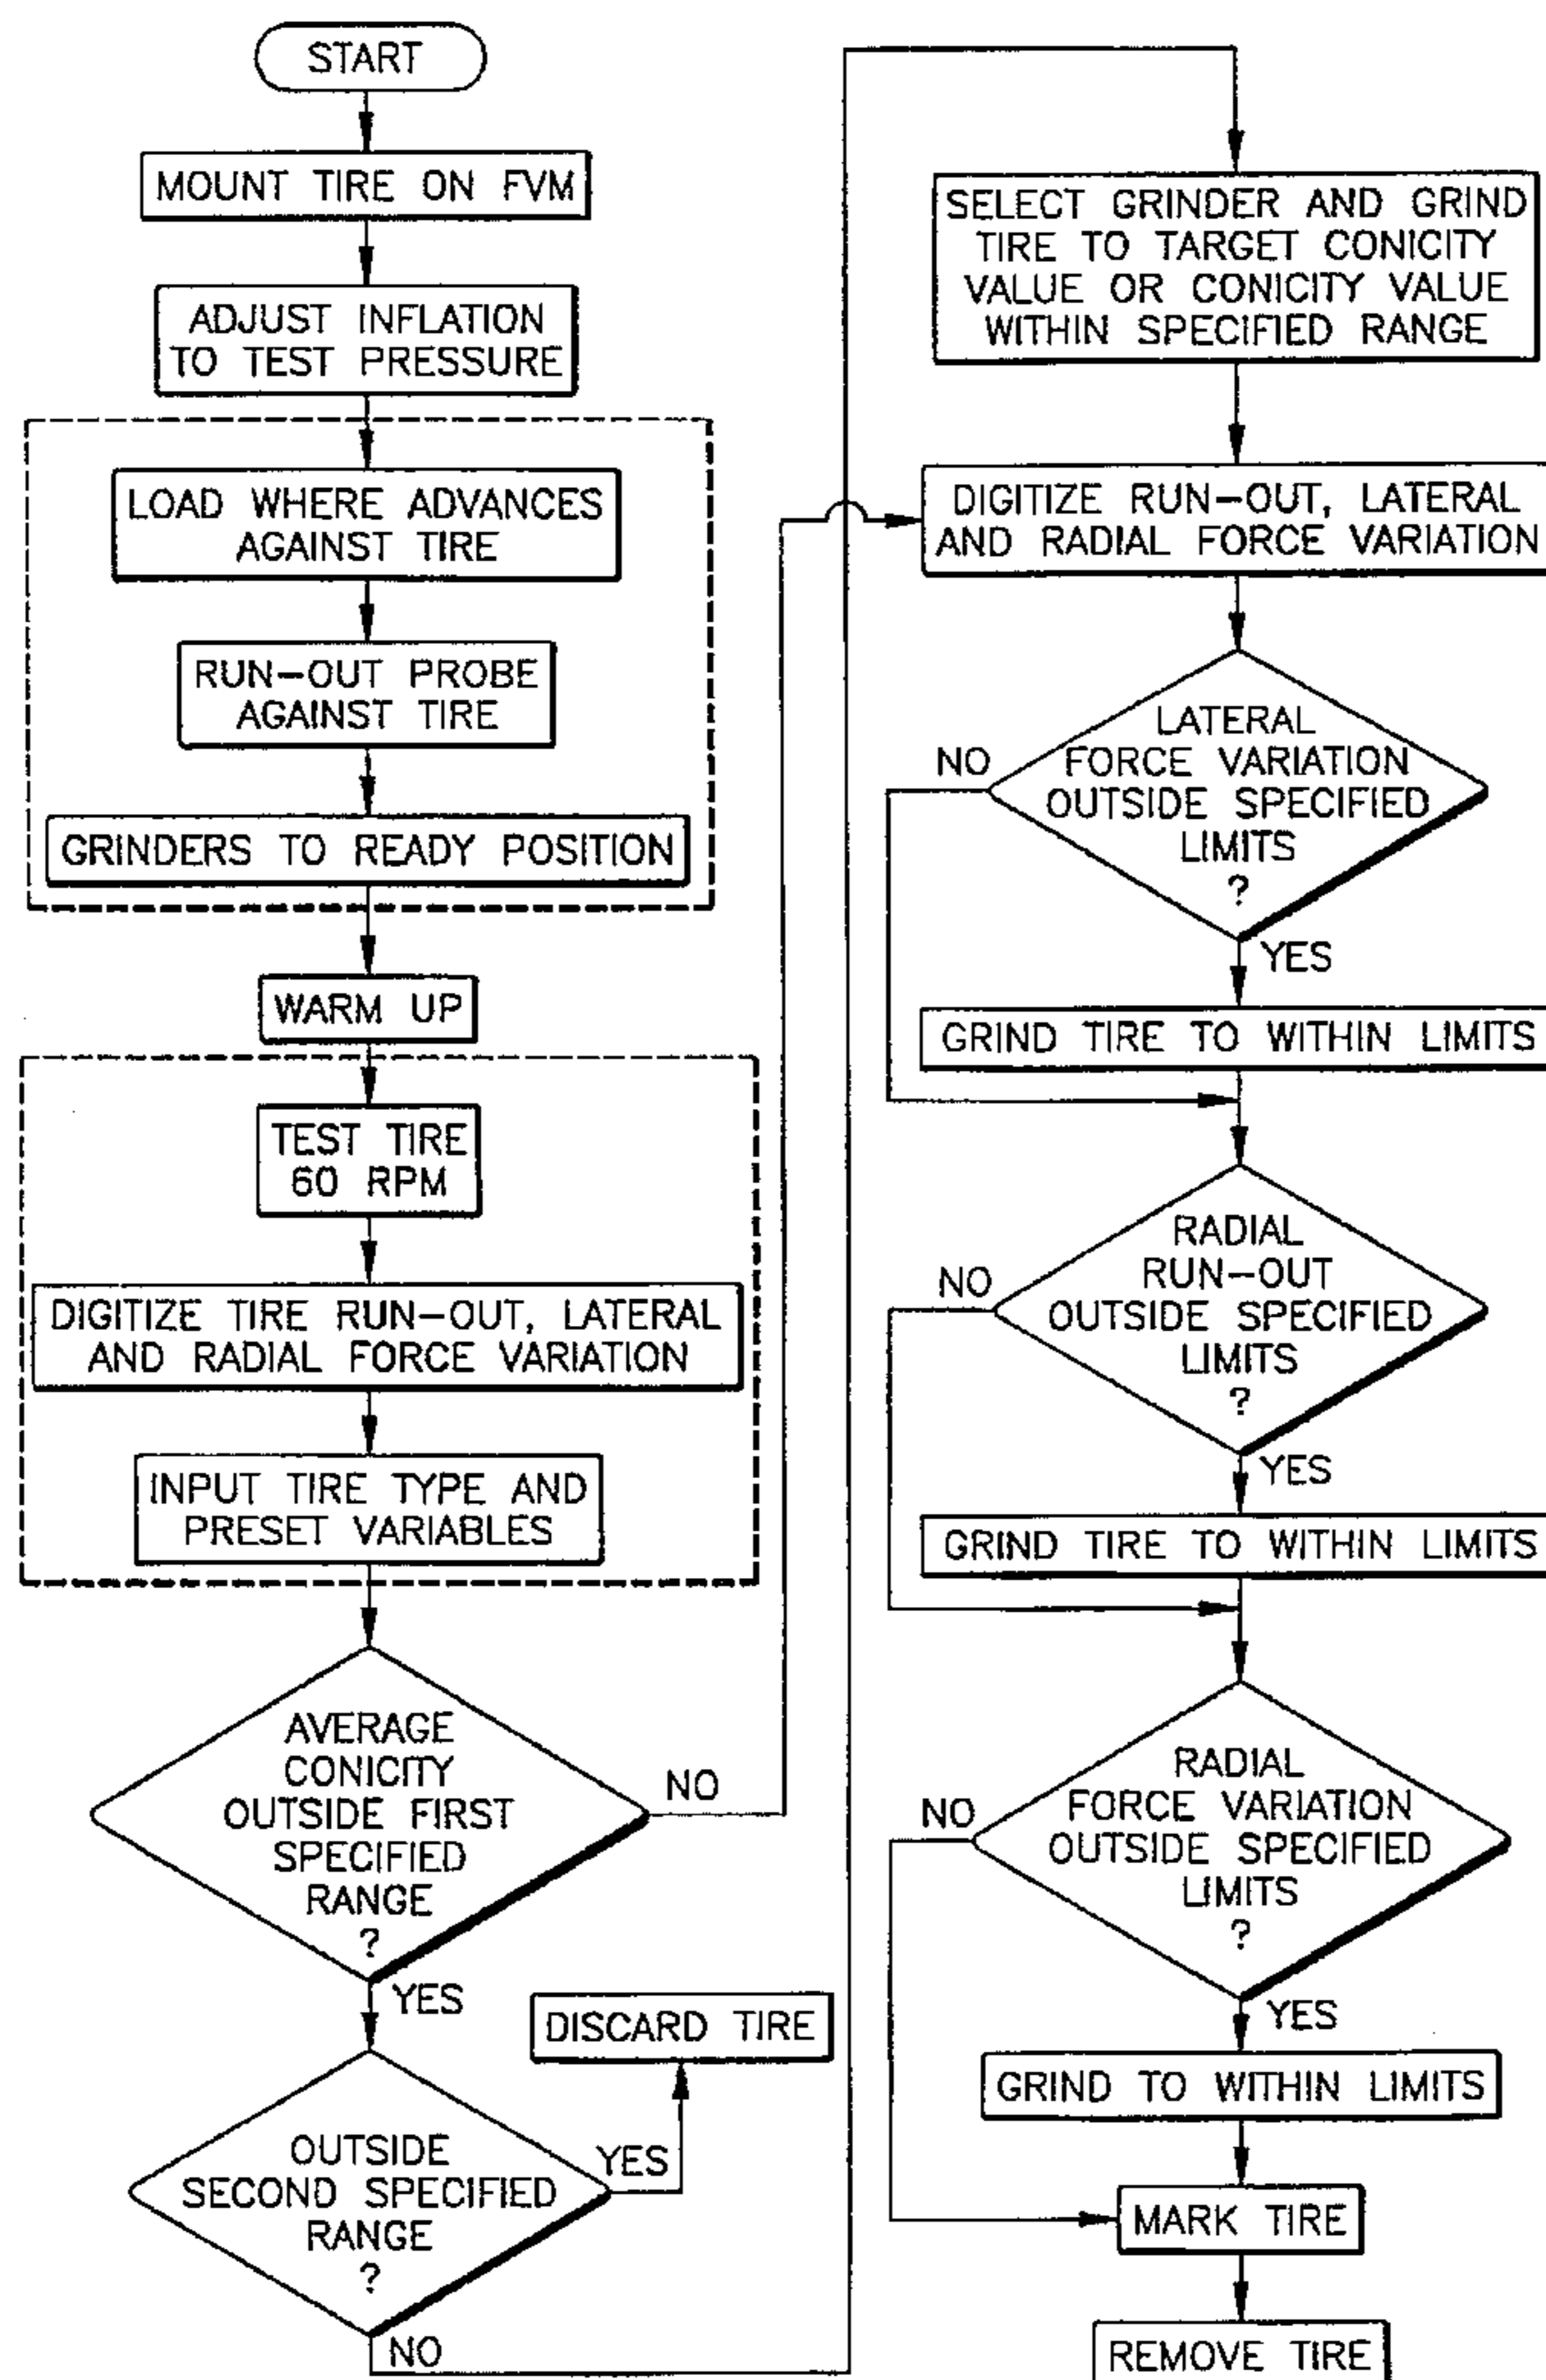 START
MOUNT TIRE ON FVM
ADJUST INFLATION
TO TEST PRESSURE
LOAD WHERE ADVANCES
AGAINST TIRE
RUN-OUT PROBE
AGAINST TIRE
GRINDERS TO READY POSITION
WARM UP
TEST TIRE
60 RPM
DIGITIZE TIRE RUN-OUT, LATERAL
AND RADIAL FORCE VARIATION
INPUT TIRE TYPE AND
PRESET VARIABLES
AVERAGE
CONICITY
OUTSIDE FIRST
SPECIFIED
RANGE
?
NO
YES
DISCARD TIRE
OUTSIDE
SECOND SPECIFIED
RANGE
?
YES
NO
SELECT GRINDER AND GRIND
TIRE TO TARGET CONICITY
VALUE OR CONICITY VALUE
WITHIN SPECIFIED RANGE
DIGITIZE RUN-OUT, LATERAL
AND RADIAL FORCE VARIATION
LATERAL
FORCE VARIATION
OUTSIDE SPECIFIED
LIMITS
?
NO
YES
GRIND TIRE TO WITHIN LIMITS
RADIAL
RUN-OUT
OUTSIDE SPECIFIED
LIMITS
?
NO
YES
GRIND TIRE TO WITHIN LIMITS
RADIAL
FORCE VARIATION
OUTSIDE SPECIFIED
LIMITS
?
NO
YES
GRIND TO WITHIN LIMITS
MARK TIRE
REMOVE TIRE